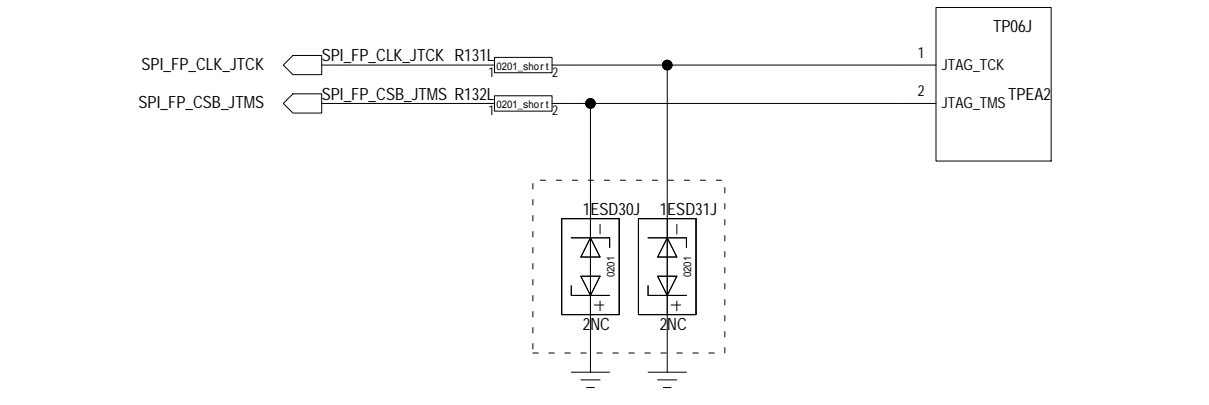 TP06J
SPI_FP_CLK_JTCK SPI_FP_CLK_JTCK R131L 1 0201_short 2 1 JTAG_TCK
SPI_FP_CSB_JTMS SPI_FP_CSB_JTMS R132L 1 0201_short 2 2 JTAG_TMS TPEA2
1ESD30J 1ESD31J
0201 0201
2NC 2NC